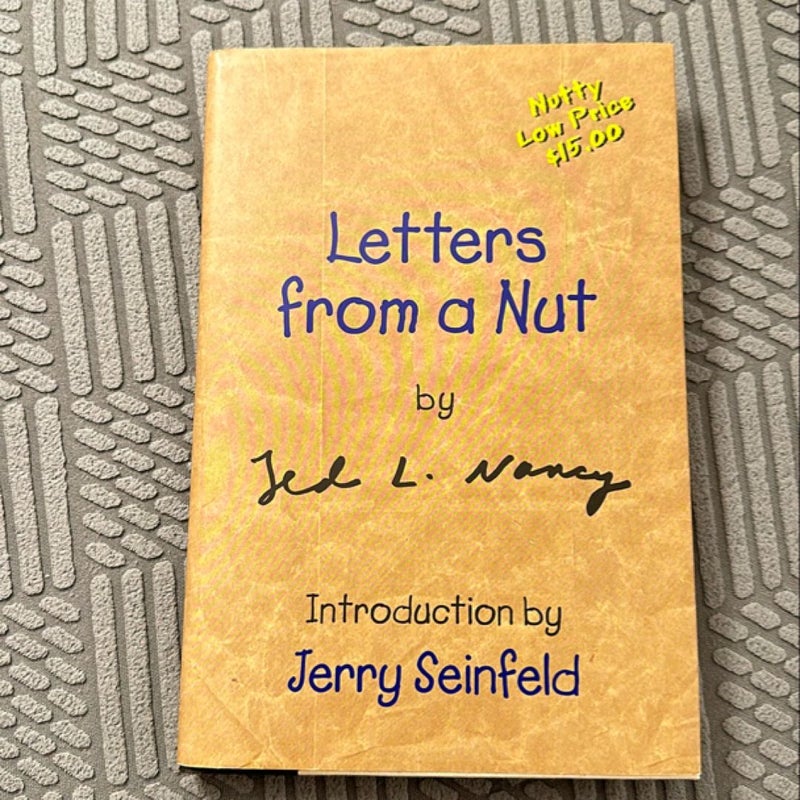 Nutty
Low Price
$15.00
Letters
from a Nut
by
Ted L. Nancy
Introduction by
Jerry Seinfeld